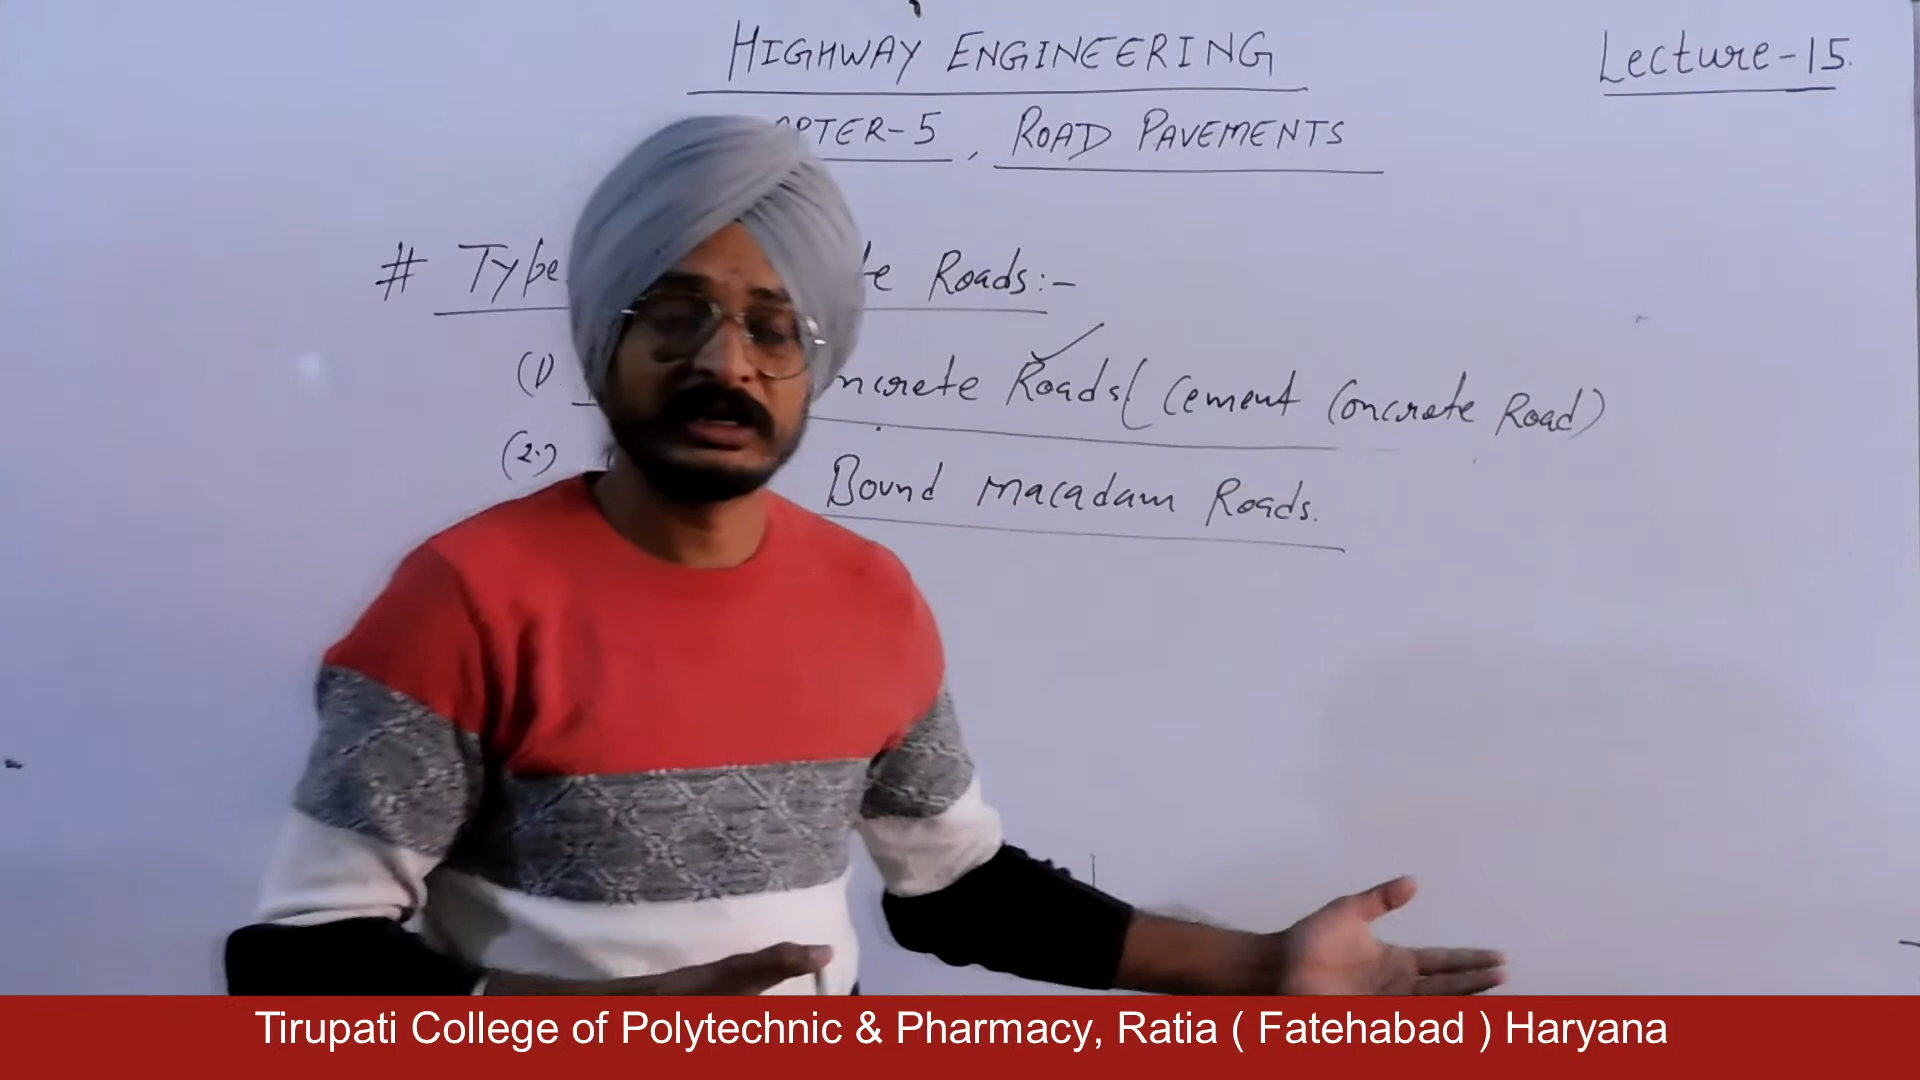 HIGHWAY ENGINEERING
Lecture-15.
PTER-5, ROAD PAVEMENTS
# Type te Roads:-
(1) ncrete Roads (Cement Concrete Road)
(2.) Bound Macadam Roads.
Tirupati College of Polytechnic & Pharmacy, Ratia ( Fatehabad ) Haryana